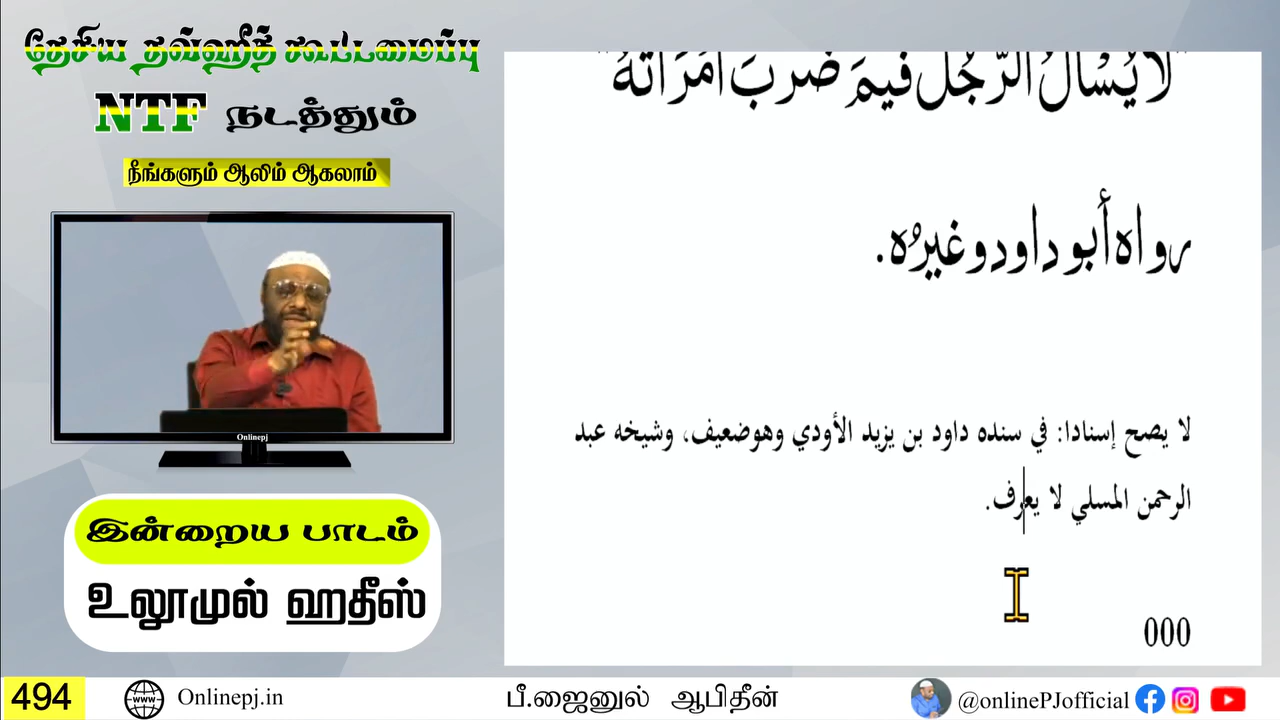 தேசிய தவ்ஹீத் கூட்டமைப்பு
NTF நடத்தும்
நீங்களும் ஆலிம் ஆகலாம்
Onlinepj
இன்றைய பாடம்
உலூமுல் ஹதீஸ்
"لا يُسْأَلُ الرَّجُلُ فِيمَ ضَرَبَ امْرَأَتَهُ"
رواه أبو داود وغيرُه.
لا يصح إسنادا: في سنده داود بن يزيد الأودي وهوضعيف، وشيخه عبد
الرحمن المسلي لا يعرف.
000
494
www
Onlinepj.in
பீ.ஜைனுல் ஆபிதீன்
@onlinePJofficial